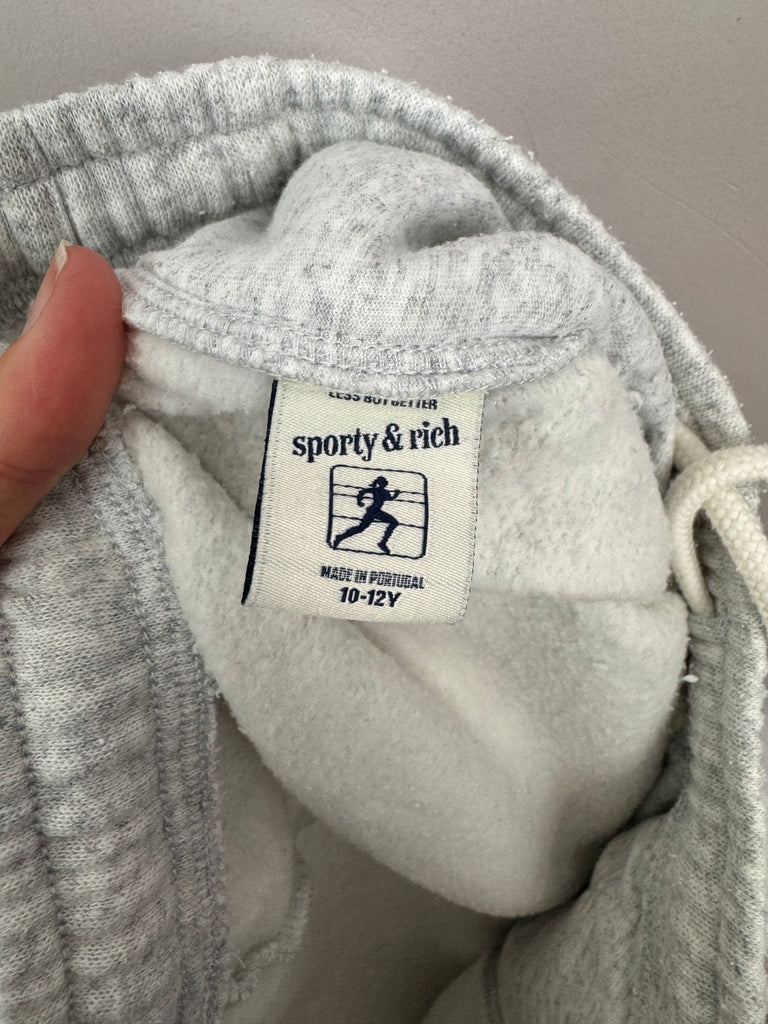 LESS BUT BETTER
sporty & rich
MADE IN PORTUGAL
10-12Y